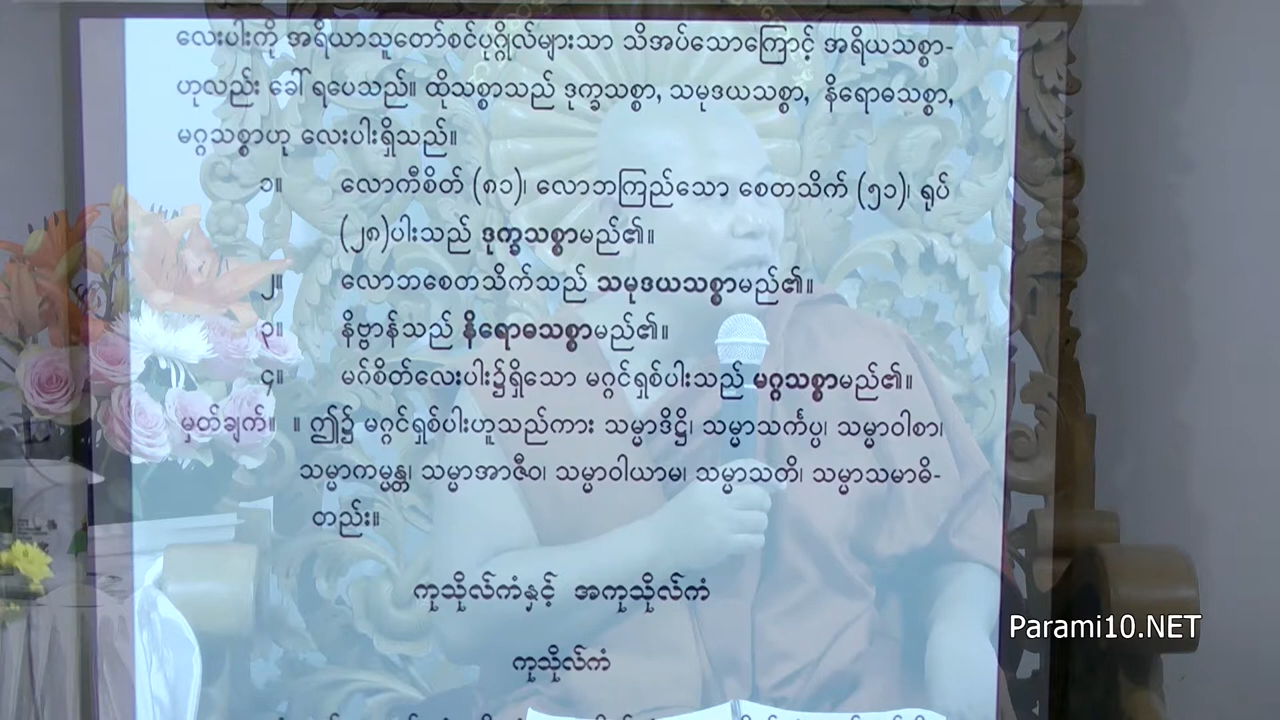 လေးပါးကို အရိယာသူတော်စင်ပုဂ္ဂိုလ်များသာ သိအပ်သောကြောင့် အရိယသစ္စာ-
ဟုလည်း ခေါ်ရပေသည်။ ထိုသစ္စာသည် ဒုက္ခသစ္စာ, သမုဒယသစ္စာ, နိရောဓသစ္စာ,
မဂ္ဂသစ္စာဟု လေးပါးရှိသည်။
၁။ လောကီစိတ် (၈၁)၊ လောဘကြည်သော စေတသိက် (၅၁)၊ ရုပ်
(၂၈)ပါးသည် ဒုက္ခသစ္စာမည်၏။
၂။ လောဘစေတသိက်သည် သမုဒယသစ္စာမည်၏။
၃။ နိဗ္ဗာန်သည် နိရောဓသစ္စာမည်၏။
၄။ မဂ်စိတ်လေးပါး၌ရှိသော မဂ္ဂင်ရှစ်ပါးသည် မဂ္ဂသစ္စာမည်၏။
မှတ်ချက်။ ။ ဤ၌ မဂ္ဂင်ရှစ်ပါးဟူသည်ကား သမ္မာဒိဋ္ဌိ၊ သမ္မာသင်္ကပ္ပ၊ သမ္မာဝါစာ၊
သမ္မာကမ္မန္တ၊ သမ္မာအာဇီဝ၊ သမ္မာဝါယာမ၊ သမ္မာသတိ၊ သမ္မာသမာဓိ-
တည်း။
ကုသိုလ်ကံနှင့် အကုသိုလ်ကံ
Parami10.NET
ကုသိုလ်ကံ